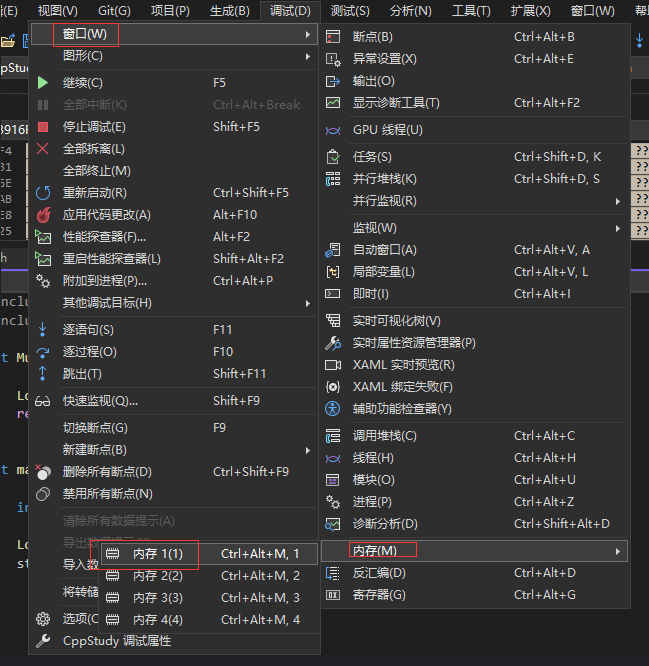 视图(V) Git(G) 项目(P) 生成(B) 调试(D) 测试(S) 分析(N) 工具(T) 扩展(X) 窗口(W)
窗口(W)
图形(C)
继续(C) F5
全部中断(K) Ctrl+Alt+Break
停止调试(E) Shift+F5
全部拆离(L)
全部终止(M)
重新启动(R) Ctrl+Shift+F5
应用代码更改(A) Alt+F10
性能探查器(F)... Alt+F2
重启性能探查器(L) Shift+Alt+F2
附加到进程(P)... Ctrl+Alt+P
其他调试目标(H)
逐语句(S) F11
逐过程(O) F10
跳出(T) Shift+F11
快速监视(Q)... Shift+F9
切换断点(G) F9
新建断点(B)
删除所有断点(D) Ctrl+Shift+F9
禁用所有断点(N)
清除所有数据提示(A)
导出数据提示
导入数
将转储
选项(O
CppStudy 调试属性
内存 1(1) Ctrl+Alt+M, 1
内存 2(2) Ctrl+Alt+M, 2
内存 3(3) Ctrl+Alt+M, 3
内存 4(4) Ctrl+Alt+M, 4
断点(B) Ctrl+Alt+B
异常设置(X) Ctrl+Alt+E
输出(O)
显示诊断工具(T) Ctrl+Alt+F2
GPU 线程(U)
任务(S) Ctrl+Shift+D, K
并行堆栈(K) Ctrl+Shift+D, S
并行监视(R)
监视(W)
自动窗口(A) Ctrl+Alt+V, A
局部变量(L) Ctrl+Alt+V, L
即时(I) Ctrl+Alt+I
实时可视化树(V)
实时属性资源管理器(P)
XAML 实时预览(R)
XAML 绑定失败(F)
辅助功能检查器(Y)
调用堆栈(C) Ctrl+Alt+C
线程(H) Ctrl+Alt+H
模块(O) Ctrl+Alt+U
进程(P) Ctrl+Alt+Z
诊断分析(D) Ctrl+Shift+Alt+D
内存(M)
反汇编(D) Ctrl+Alt+D
寄存器(G) Ctrl+Alt+G